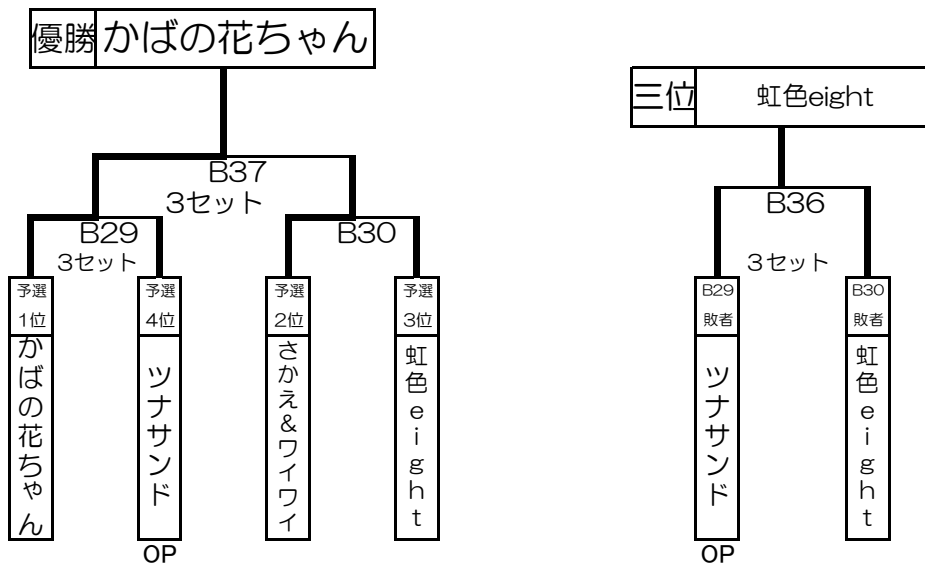 優勝 かばの花ちゃん
B37
3セット
B29
3セット
B30
予選
1位
かばの花ちゃん
予選
4位
ツナサンド
OP
予選
2位
さかえ&ワイワイ
予選
3位
虹色eight
三位 虹色eight
B36
3セット
B29
敗者
ツナサンド
OP
B30
敗者
虹色eight